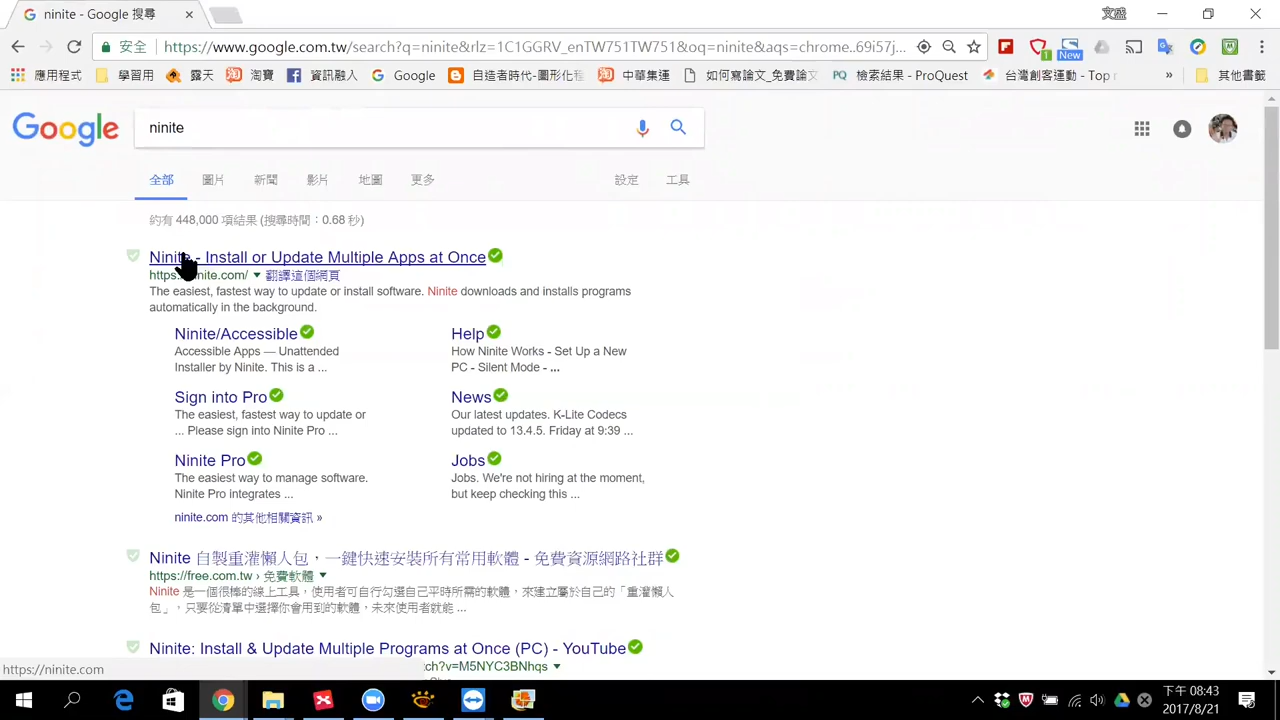 ninite - Google 搜尋
文盛
安全 https://www.google.com.tw/search?q=ninite&rlz=1C1GGRV_enTW751TW751&oq=ninite&aqs=chrome..69i57j...
1
New
應用程式 學習用 露天 淘寶 資訊融入 Google 自造者時代-圖形化程 中華集運 如何寫論文_免費論文 檢索結果 - ProQuest 台灣創客運動 - Top r » 其他書籤
Google
ninite
全部 圖片 新聞 影片 地圖 更多 設定 工具
約有 448,000 項結果 (搜尋時間:0.68 秒)
Ninite - Install or Update Multiple Apps at Once
翻譯這個網頁
The easiest, fastest way to update or install software. Ninite downloads and installs programs
automatically in the background.
Ninite/Accessible
Accessible Apps — Unattended
Installer by Ninite. This is a ...
Help
How Ninite Works - Set Up a New
PC - Silent Mode - ...
Sign into Pro
The easiest, fastest way to update or
... Please sign into Ninite Pro ...
News
Our latest updates. K-Lite Codecs
updated to 13.4.5. Friday at 9:39 ...
Ninite Pro
The easiest way to manage software.
Ninite Pro integrates ...
Jobs
Jobs. We're not hiring at the moment,
but keep checking this ...
ninite.com 的其他相關資訊 »
Ninite 自製重灌懶人包,一鍵快速安裝所有常用軟體 - 免費資源網路社群
https://free.com.tw › 免費軟體
Ninite 是一個很棒的線上工具,使用者可自行勾選自己平時所需的軟體,來建立屬於自己的「重灌懶人
包」,只要從清單中選擇你會用到的軟體,未來使用者就能 ...
Ninite: Install & Update Multiple Programs at Once (PC) - YouTube
tch?v=M5NYC3BNhqs
https://ninite.com
下午 08:43
2017/8/21